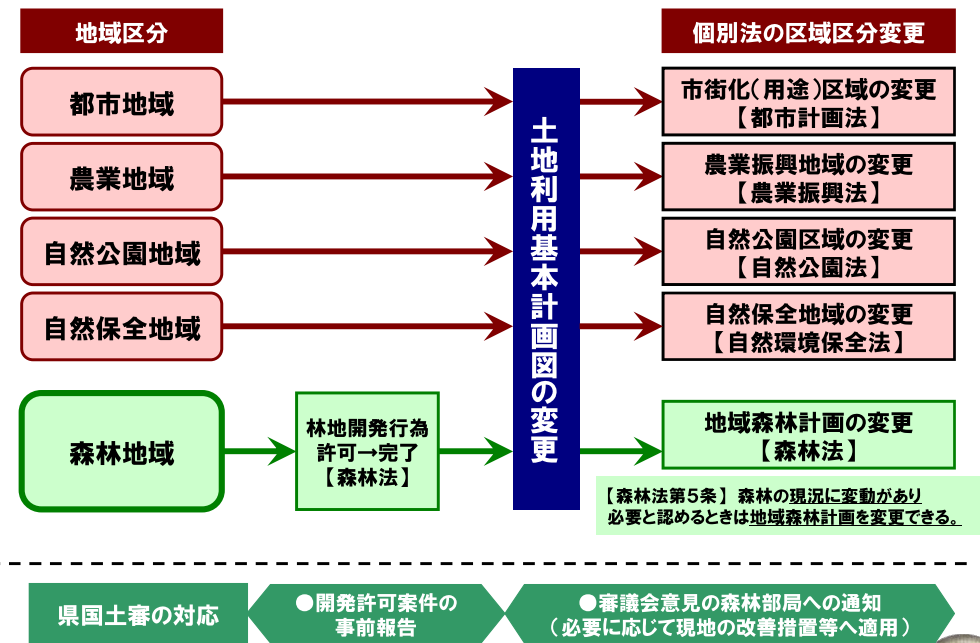 地域区分
個別法の区域区分変更
都市地域
農業地域
自然公園地域
自然保全地域
森林地域
林地開発行為
許可→完了
【森林法】
土地利用基本計画図の変更
市街化（用途）区域の変更
【都市計画法】
農業振興地域の変更
【農業振興法】
自然公園区域の変更
【自然公園法】
自然保全地域の変更
【自然環境保全法】
地域森林計画の変更
【森林法】
【森林法第５条】 森林の現況に変動があり
必要と認めるときは地域森林計画を変更できる。
県国土審の対応
●開発許可案件の
事前報告
●審議会意見の森林部局への通知
（必要に応じて現地の改善措置等へ適用）